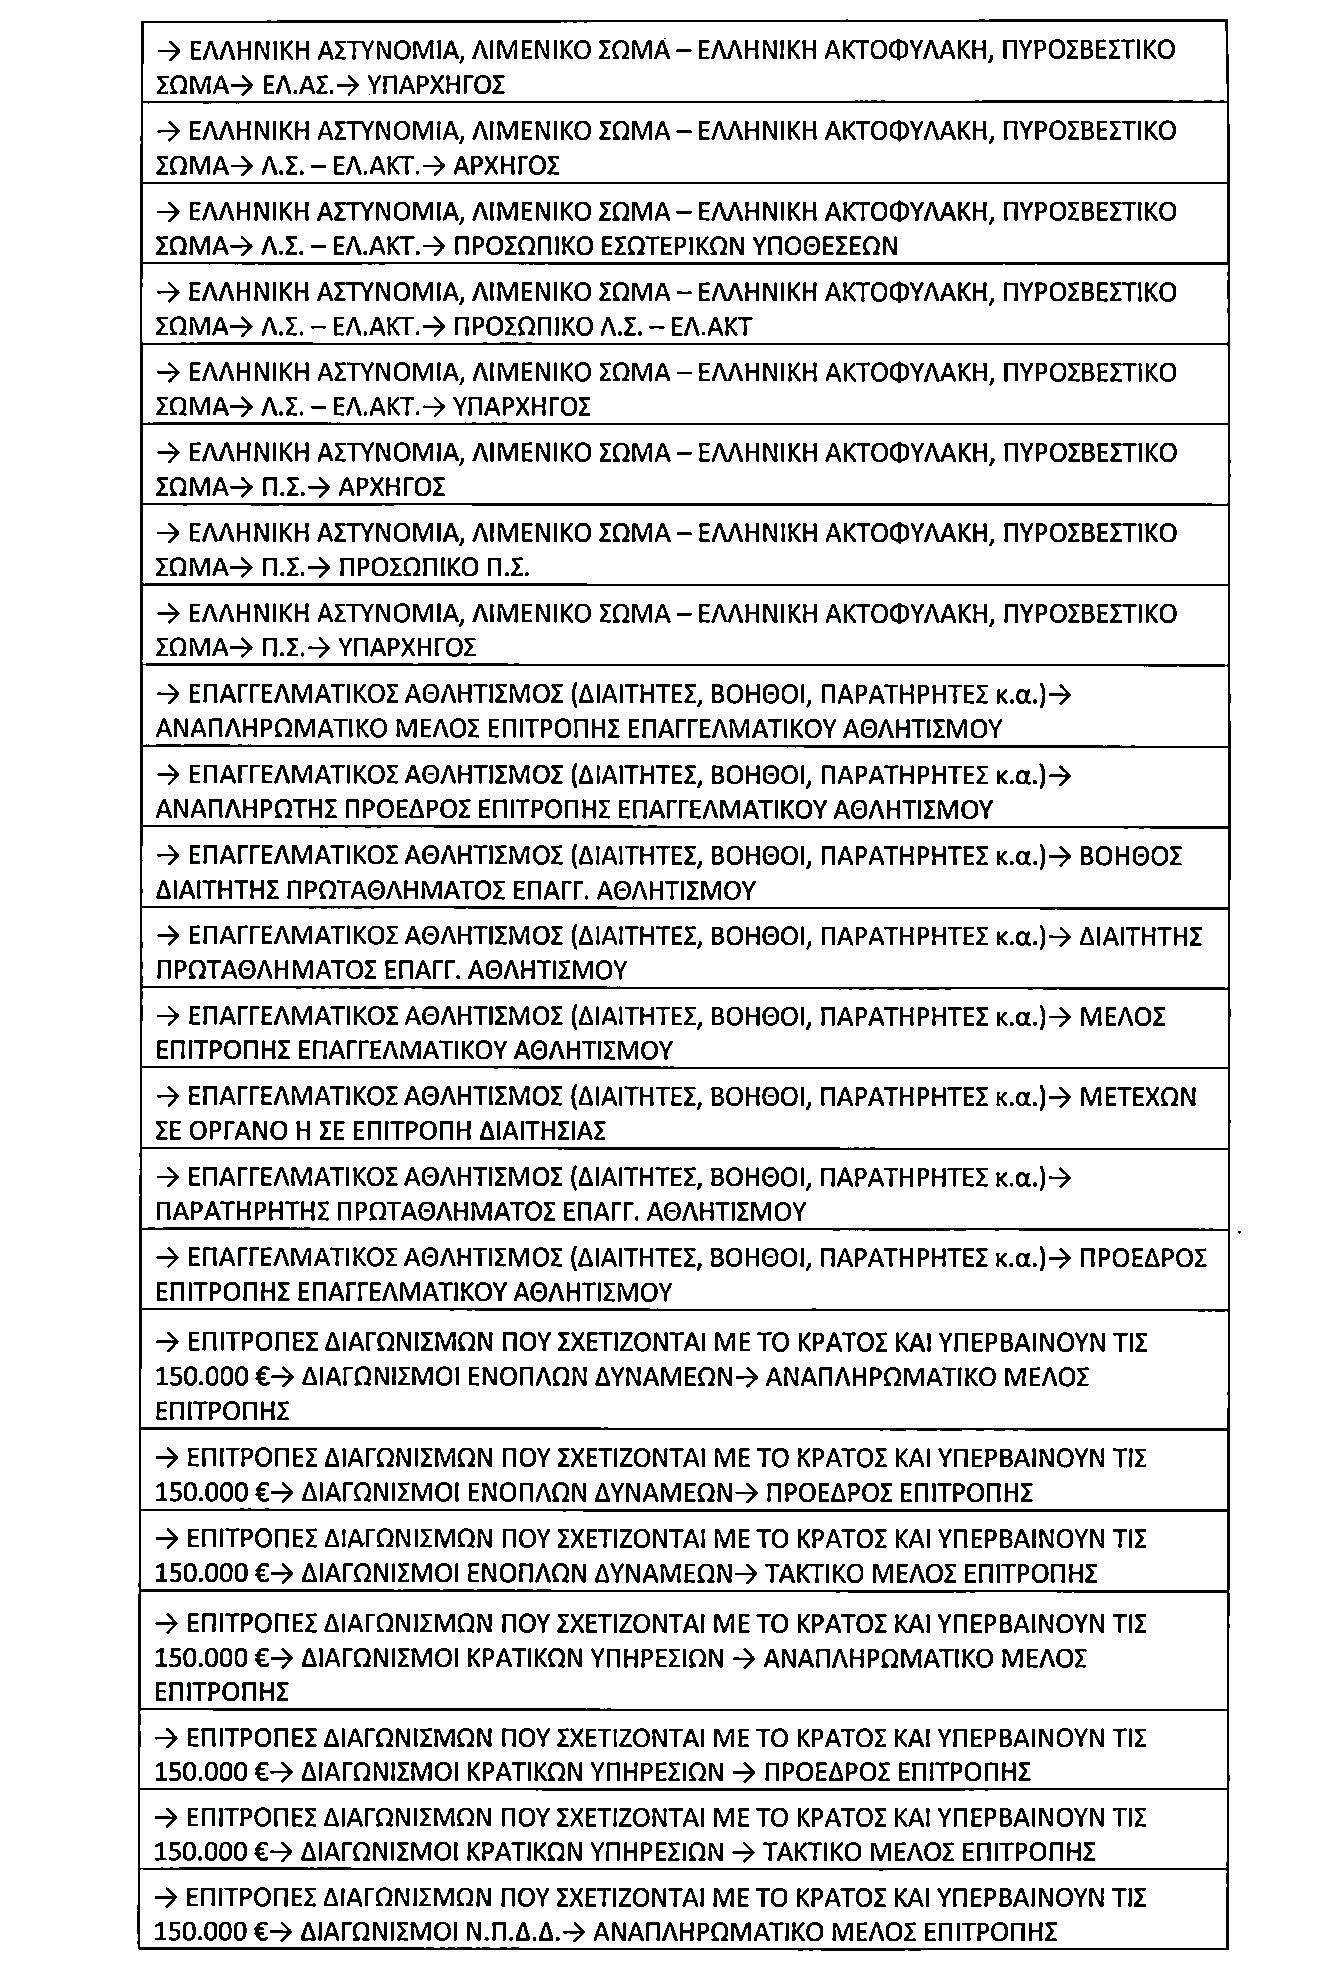 → ΕΛΛΗΝΙΚΗ ΑΣΤΥΝΟΜΙΑ, ΛΙΜΕΝΙΚΟ ΣΩΜΑ – ΕΛΛΗΝΙΚΗ ΑΚΤΟΦΥΛΑΚΗ, ΠΥΡΟΣΒΕΣΤΙΚΟ
ΣΩΜΑ→ ΕΛ.ΑΣ.→ ΥΠΑΡΧΗΓΟΣ
→ ΕΛΛΗΝΙΚΗ ΑΣΤΥΝΟΜΙΑ, ΛΙΜΕΝΙΚΟ ΣΩΜΑ – ΕΛΛΗΝΙΚΗ ΑΚΤΟΦΥΛΑΚΗ, ΠΥΡΟΣΒΕΣΤΙΚΟ
ΣΩΜΑ→ Λ.Σ. – ΕΛ.ΑΚΤ.→ ΑΡΧΗΓΟΣ
→ ΕΛΛΗΝΙΚΗ ΑΣΤΥΝΟΜΙΑ, ΛΙΜΕΝΙΚΟ ΣΩΜΑ – ΕΛΛΗΝΙΚΗ ΑΚΤΟΦΥΛΑΚΗ, ΠΥΡΟΣΒΕΣΤΙΚΟ
ΣΩΜΑ→ Λ.Σ. – ΕΛ.ΑΚΤ.→ ΠΡΟΣΩΠΙΚΟ ΕΣΩΤΕΡΙΚΩΝ ΥΠΟΘΕΣΕΩΝ
→ ΕΛΛΗΝΙΚΗ ΑΣΤΥΝΟΜΙΑ, ΛΙΜΕΝΙΚΟ ΣΩΜΑ – ΕΛΛΗΝΙΚΗ ΑΚΤΟΦΥΛΑΚΗ, ΠΥΡΟΣΒΕΣΤΙΚΟ
ΣΩΜΑ→ Λ.Σ. – ΕΛ.ΑΚΤ.→ ΠΡΟΣΩΠΙΚΟ Λ.Σ. – ΕΛ.ΑΚΤ
→ ΕΛΛΗΝΙΚΗ ΑΣΤΥΝΟΜΙΑ, ΛΙΜΕΝΙΚΟ ΣΩΜΑ – ΕΛΛΗΝΙΚΗ ΑΚΤΟΦΥΛΑΚΗ, ΠΥΡΟΣΒΕΣΤΙΚΟ
ΣΩΜΑ→ Λ.Σ. – ΕΛ.ΑΚΤ.→ ΥΠΑΡΧΗΓΟΣ
→ ΕΛΛΗΝΙΚΗ ΑΣΤΥΝΟΜΙΑ, ΛΙΜΕΝΙΚΟ ΣΩΜΑ – ΕΛΛΗΝΙΚΗ ΑΚΤΟΦΥΛΑΚΗ, ΠΥΡΟΣΒΕΣΤΙΚΟ
ΣΩΜΑ→ Π.Σ.→ ΑΡΧΗΓΟΣ
→ ΕΛΛΗΝΙΚΗ ΑΣΤΥΝΟΜΙΑ, ΛΙΜΕΝΙΚΟ ΣΩΜΑ – ΕΛΛΗΝΙΚΗ ΑΚΤΟΦΥΛΑΚΗ, ΠΥΡΟΣΒΕΣΤΙΚΟ
ΣΩΜΑ→ Π.Σ.→ ΠΡΟΣΩΠΙΚΟ Π.Σ.
→ ΕΛΛΗΝΙΚΗ ΑΣΤΥΝΟΜΙΑ, ΛΙΜΕΝΙΚΟ ΣΩΜΑ – ΕΛΛΗΝΙΚΗ ΑΚΤΟΦΥΛΑΚΗ, ΠΥΡΟΣΒΕΣΤΙΚΟ
ΣΩΜΑ→ Π.Σ.→ ΥΠΑΡΧΗΓΟΣ
→ ΕΠΑΓΓΕΛΜΑΤΙΚΟΣ ΑΘΛΗΤΙΣΜΟΣ (ΔΙΑΙΤΗΤΕΣ, ΒΟΗΘΟΙ, ΠΑΡΑΤΗΡΗΤΕΣ κ.α.)→
ΑΝΑΠΛΗΡΩΜΑΤΙΚΟ ΜΕΛΟΣ ΕΠΙΤΡΟΠΗΣ ΕΠΑΓΓΕΛΜΑΤΙΚΟΥ ΑΘΛΗΤΙΣΜΟΥ
→ ΕΠΑΓΓΕΛΜΑΤΙΚΟΣ ΑΘΛΗΤΙΣΜΟΣ (ΔΙΑΙΤΗΤΕΣ, ΒΟΗΘΟΙ, ΠΑΡΑΤΗΡΗΤΕΣ κ.α.)→
ΑΝΑΠΛΗΡΩΤΗΣ ΠΡΟΕΔΡΟΣ ΕΠΙΤΡΟΠΗΣ ΕΠΑΓΓΕΛΜΑΤΙΚΟΥ ΑΘΛΗΤΙΣΜΟΥ
→ ΕΠΑΓΓΕΛΜΑΤΙΚΟΣ ΑΘΛΗΤΙΣΜΟΣ (ΔΙΑΙΤΗΤΕΣ, ΒΟΗΘΟΙ, ΠΑΡΑΤΗΡΗΤΕΣ κ.α.)→ ΒΟΗΘΟΣ
ΔΙΑΙΤΗΤΗΣ ΠΡΩΤΑΘΛΗΜΑΤΟΣ ΕΠΑΓΓ. ΑΘΛΗΤΙΣΜΟΥ
→ ΕΠΑΓΓΕΛΜΑΤΙΚΟΣ ΑΘΛΗΤΙΣΜΟΣ (ΔΙΑΙΤΗΤΕΣ, ΒΟΗΘΟΙ, ΠΑΡΑΤΗΡΗΤΕΣ κ.α.)→ ΔΙΑΙΤΗΤΗΣ
ΠΡΩΤΑΘΛΗΜΑΤΟΣ ΕΠΑΓΓ. ΑΘΛΗΤΙΣΜΟΥ
→ ΕΠΑΓΓΕΛΜΑΤΙΚΟΣ ΑΘΛΗΤΙΣΜΟΣ (ΔΙΑΙΤΗΤΕΣ, ΒΟΗΘΟΙ, ΠΑΡΑΤΗΡΗΤΕΣ κ.α.)→ ΜΕΛΟΣ
ΕΠΙΤΡΟΠΗΣ ΕΠΑΓΓΕΛΜΑΤΙΚΟΥ ΑΘΛΗΤΙΣΜΟΥ
→ ΕΠΑΓΓΕΛΜΑΤΙΚΟΣ ΑΘΛΗΤΙΣΜΟΣ (ΔΙΑΙΤΗΤΕΣ, ΒΟΗΘΟΙ, ΠΑΡΑΤΗΡΗΤΕΣ κ.α.)→ ΜΕΤΕΧΩΝ
ΣΕ ΟΡΓΑΝΟ Η ΣΕ ΕΠΙΤΡΟΠΗ ΔΙΑΙΤΗΣΙΑΣ
→ ΕΠΑΓΓΕΛΜΑΤΙΚΟΣ ΑΘΛΗΤΙΣΜΟΣ (ΔΙΑΙΤΗΤΕΣ, ΒΟΗΘΟΙ, ΠΑΡΑΤΗΡΗΤΕΣ κ.α.)→
ΠΑΡΑΤΗΡΗΤΗΣ ΠΡΩΤΑΘΛΗΜΑΤΟΣ ΕΠΑΓΓ. ΑΘΛΗΤΙΣΜΟΥ
→ ΕΠΑΓΓΕΛΜΑΤΙΚΟΣ ΑΘΛΗΤΙΣΜΟΣ (ΔΙΑΙΤΗΤΕΣ, ΒΟΗΘΟΙ, ΠΑΡΑΤΗΡΗΤΕΣ κ.α.)→ ΠΡΟΕΔΡΟΣ
ΕΠΙΤΡΟΠΗΣ ΕΠΑΓΓΕΛΜΑΤΙΚΟΥ ΑΘΛΗΤΙΣΜΟΥ
→ ΕΠΙΤΡΟΠΕΣ ΔΙΑΓΩΝΙΣΜΩΝ ΠΟΥ ΣΧΕΤΙΖΟΝΤΑΙ ΜΕ ΤΟ ΚΡΑΤΟΣ ΚΑΙ ΥΠΕΡΒΑΙΝΟΥΝ ΤΙΣ
150.000 €→ ΔΙΑΓΩΝΙΣΜΟΙ ΕΝΟΠΛΩΝ ΔΥΝΑΜΕΩΝ→ ΑΝΑΠΛΗΡΩΜΑΤΙΚΟ ΜΕΛΟΣ
ΕΠΙΤΡΟΠΗΣ
→ ΕΠΙΤΡΟΠΕΣ ΔΙΑΓΩΝΙΣΜΩΝ ΠΟΥ ΣΧΕΤΙΖΟΝΤΑΙ ΜΕ ΤΟ ΚΡΑΤΟΣ ΚΑΙ ΥΠΕΡΒΑΙΝΟΥΝ ΤΙΣ
150.000 €→ ΔΙΑΓΩΝΙΣΜΟΙ ΕΝΟΠΛΩΝ ΔΥΝΑΜΕΩΝ→ ΠΡΟΕΔΡΟΣ ΕΠΙΤΡΟΠΗΣ
→ ΕΠΙΤΡΟΠΕΣ ΔΙΑΓΩΝΙΣΜΩΝ ΠΟΥ ΣΧΕΤΙΖΟΝΤΑΙ ΜΕ ΤΟ ΚΡΑΤΟΣ ΚΑΙ ΥΠΕΡΒΑΙΝΟΥΝ ΤΙΣ
150.000 €→ ΔΙΑΓΩΝΙΣΜΟΙ ΕΝΟΠΛΩΝ ΔΥΝΑΜΕΩΝ→ ΤΑΚΤΙΚΟ ΜΕΛΟΣ ΕΠΙΤΡΟΠΗΣ
→ ΕΠΙΤΡΟΠΕΣ ΔΙΑΓΩΝΙΣΜΩΝ ΠΟΥ ΣΧΕΤΙΖΟΝΤΑΙ ΜΕ ΤΟ ΚΡΑΤΟΣ ΚΑΙ ΥΠΕΡΒΑΙΝΟΥΝ ΤΙΣ
150.000 €→ ΔΙΑΓΩΝΙΣΜΟΙ ΚΡΑΤΙΚΩΝ ΥΠΗΡΕΣΙΩΝ → ΑΝΑΠΛΗΡΩΜΑΤΙΚΟ ΜΕΛΟΣ
ΕΠΙΤΡΟΠΗΣ
→ ΕΠΙΤΡΟΠΕΣ ΔΙΑΓΩΝΙΣΜΩΝ ΠΟΥ ΣΧΕΤΙΖΟΝΤΑΙ ΜΕ ΤΟ ΚΡΑΤΟΣ ΚΑΙ ΥΠΕΡΒΑΙΝΟΥΝ ΤΙΣ
150.000 €→ ΔΙΑΓΩΝΙΣΜΟΙ ΚΡΑΤΙΚΩΝ ΥΠΗΡΕΣΙΩΝ → ΠΡΟΕΔΡΟΣ ΕΠΙΤΡΟΠΗΣ
→ ΕΠΙΤΡΟΠΕΣ ΔΙΑΓΩΝΙΣΜΩΝ ΠΟΥ ΣΧΕΤΙΖΟΝΤΑΙ ΜΕ ΤΟ ΚΡΑΤΟΣ ΚΑΙ ΥΠΕΡΒΑΙΝΟΥΝ ΤΙΣ
150.000 €→ ΔΙΑΓΩΝΙΣΜΟΙ ΚΡΑΤΙΚΩΝ ΥΠΗΡΕΣΙΩΝ → ΤΑΚΤΙΚΟ ΜΕΛΟΣ ΕΠΙΤΡΟΠΗΣ
→ ΕΠΙΤΡΟΠΕΣ ΔΙΑΓΩΝΙΣΜΩΝ ΠΟΥ ΣΧΕΤΙΖΟΝΤΑΙ ΜΕ ΤΟ ΚΡΑΤΟΣ ΚΑΙ ΥΠΕΡΒΑΙΝΟΥΝ ΤΙΣ
150.000 €→ ΔΙΑΓΩΝΙΣΜΟΙ Ν.Π.Δ.Δ.→ ΑΝΑΠΛΗΡΩΜΑΤΙΚΟ ΜΕΛΟΣ ΕΠΙΤΡΟΠΗΣ